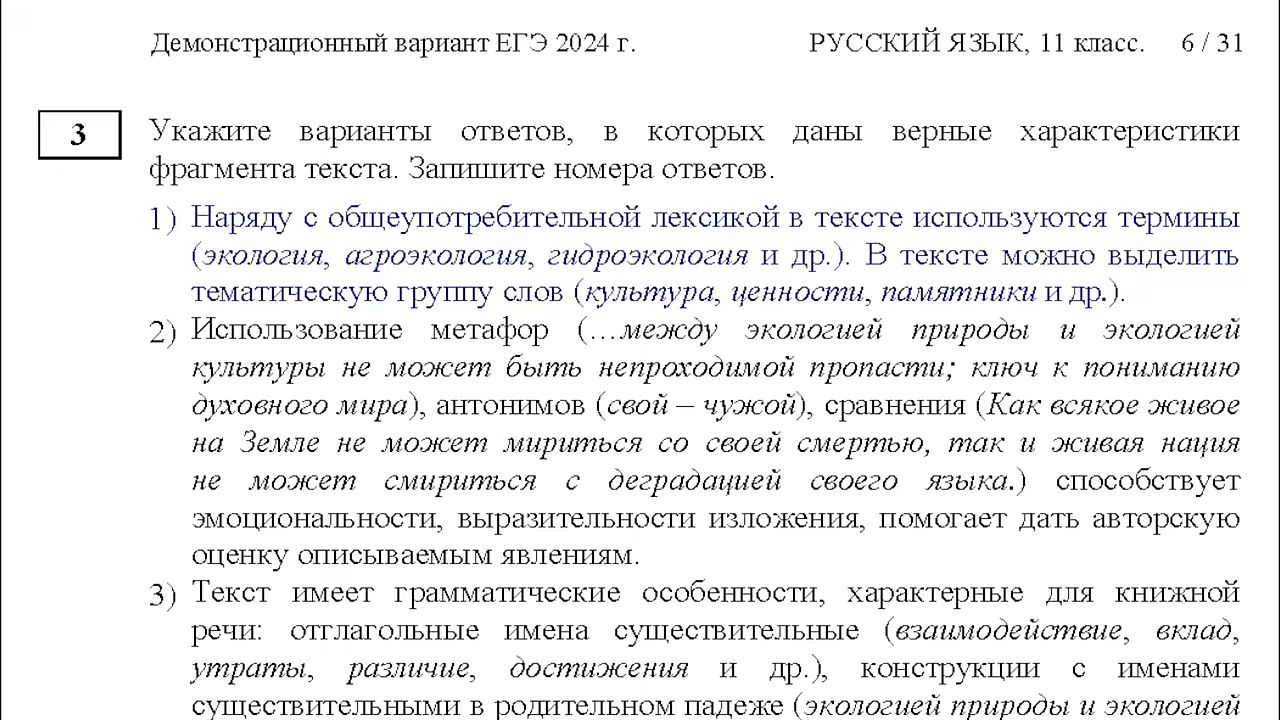 Демонстрационный вариант ЕГЭ 2024 г. РУССКИЙ ЯЗЫК, 11 класс. 6 / 31
3 Укажите варианты ответов, в которых даны верные характеристики
фрагмента текста. Запишите номера ответов.
1) Наряду с общеупотребительной лексикой в тексте используются термины
(экология, агроэкология, гидроэкология и др.). В тексте можно выделить
тематическую группу слов (культура, ценности, памятники и др.).
2) Использование метафор (…между экологией природы и экологией
культуры не может быть непроходимой пропасти; ключ к пониманию
духовного мира), антонимов (свой – чужой), сравнения (Как всякое живое
на Земле не может мириться со своей смертью, так и живая нация
не может смириться с деградацией своего языка.) способствует
эмоциональности, выразительности изложения, помогает дать авторскую
оценку описываемым явлениям.
3) Текст имеет грамматические особенности, характерные для книжной
речи: отглагольные имена существительные (взаимодействие, вклад,
утраты, различие, достижения и др.), конструкции с именами
существительными в родительном падеже (экологией природы и экологией